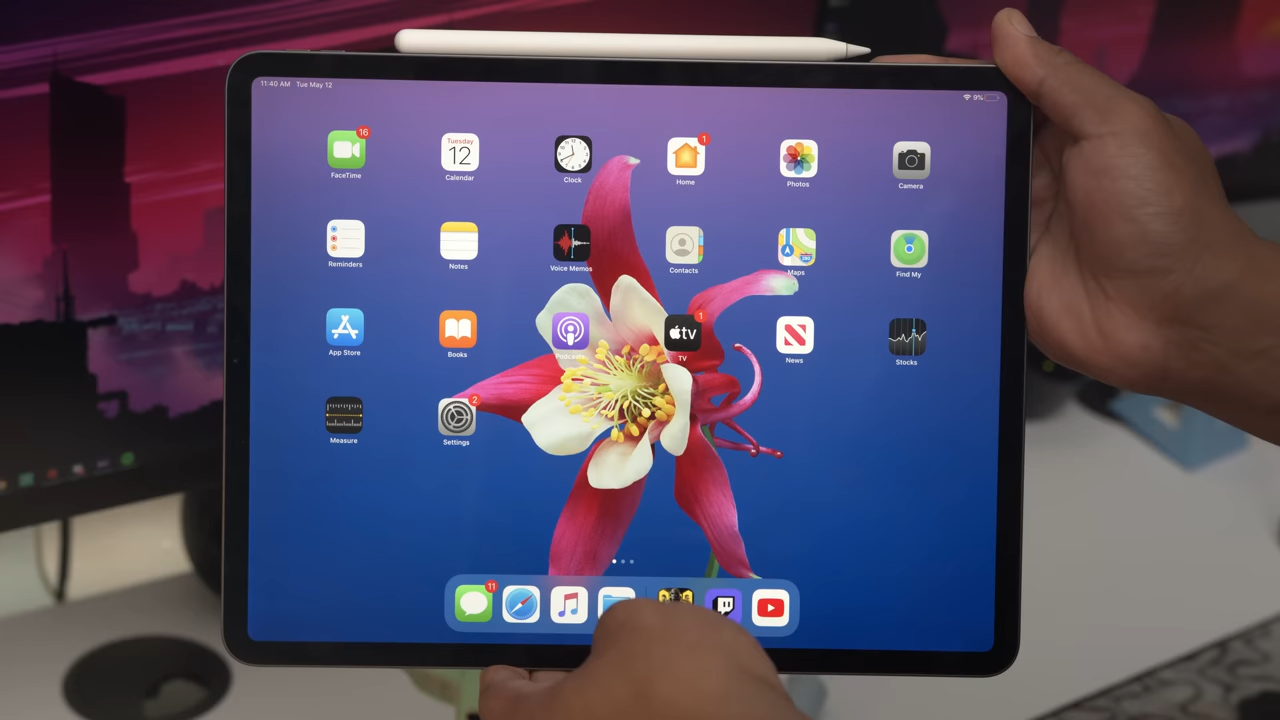 11:40 AM Tue May 12
9%
16
1
Tuesday
12
FaceTime
Calendar
Clock
Home
Photos
Camera
Reminders
Notes
Voice Memos
Contacts
Maps
Find My
1
tv
App Store
Books
Podcasts
TV
News
Stocks
2
Measure
Settings
11